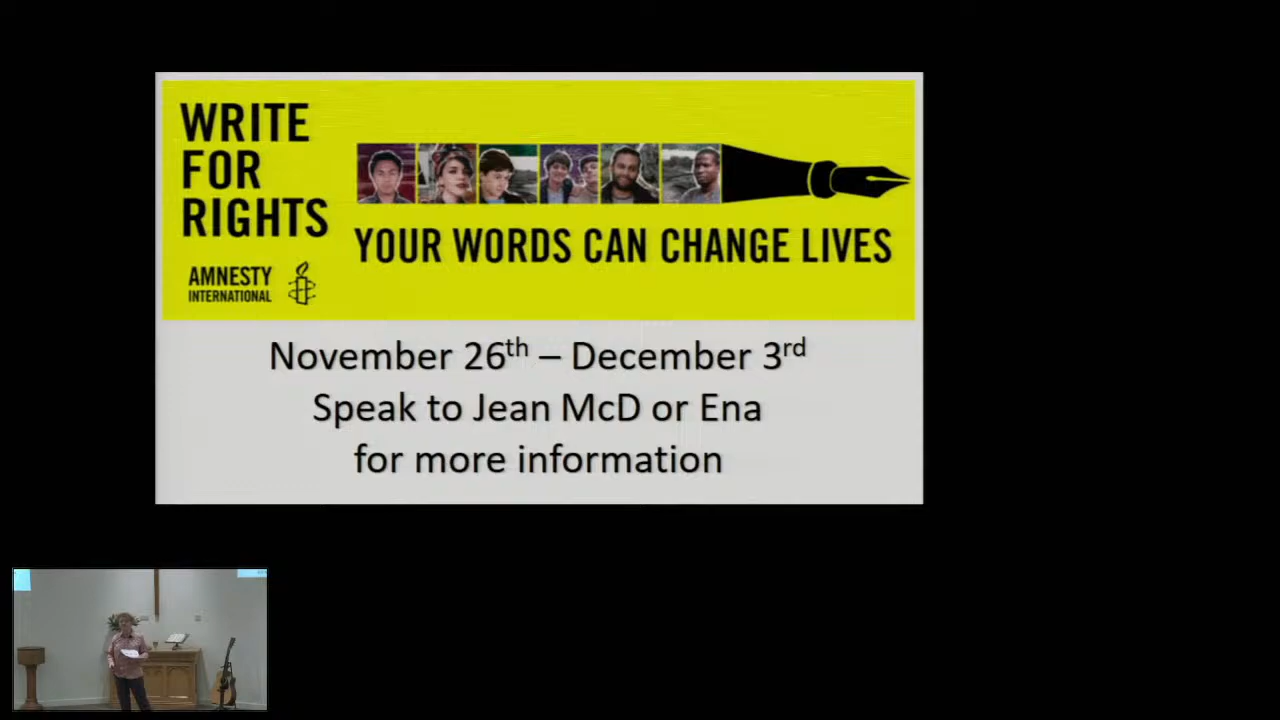 WRITE
FOR
RIGHTS
AMNESTY
INTERNATIONAL
YOUR WORDS CAN CHANGE LIVES
November 26th – December 3rd
Speak to Jean McD or Ena
for more information